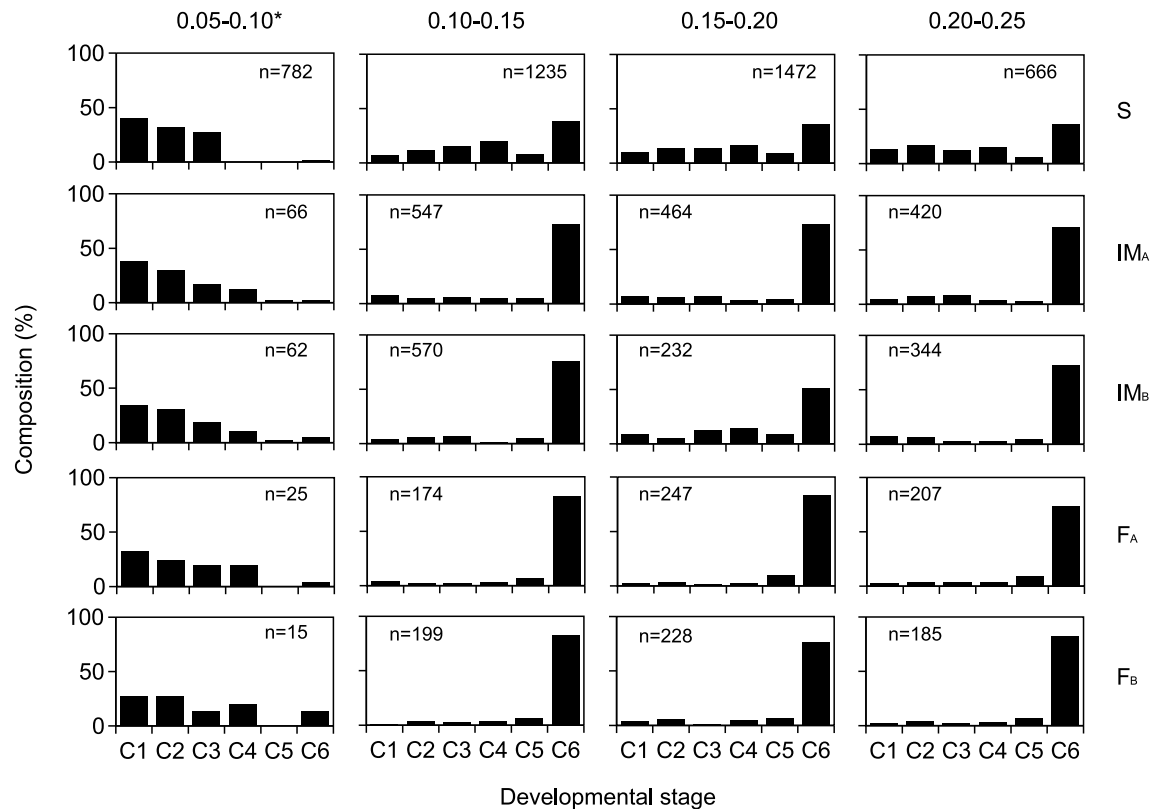 0.05-0.10* 0.10-0.15 0.15-0.20 0.20-0.25
100 n=782 n=1235 n=1472 n=666 S
50
0
100 n=66 n=547 n=464 n=420 IMA
50
0
100 n=62 n=570 n=232 n=344 IMB
50
0
100 n=25 n=174 n=247 n=207 FA
50
0
100 n=15 n=199 n=228 n=185 FB
50
0
C1 C2 C3 C4 C5 C6 C1 C2 C3 C4 C5 C6 C1 C2 C3 C4 C5 C6 C1 C2 C3 C4 C5 C6
Composition (%)
Developmental stage